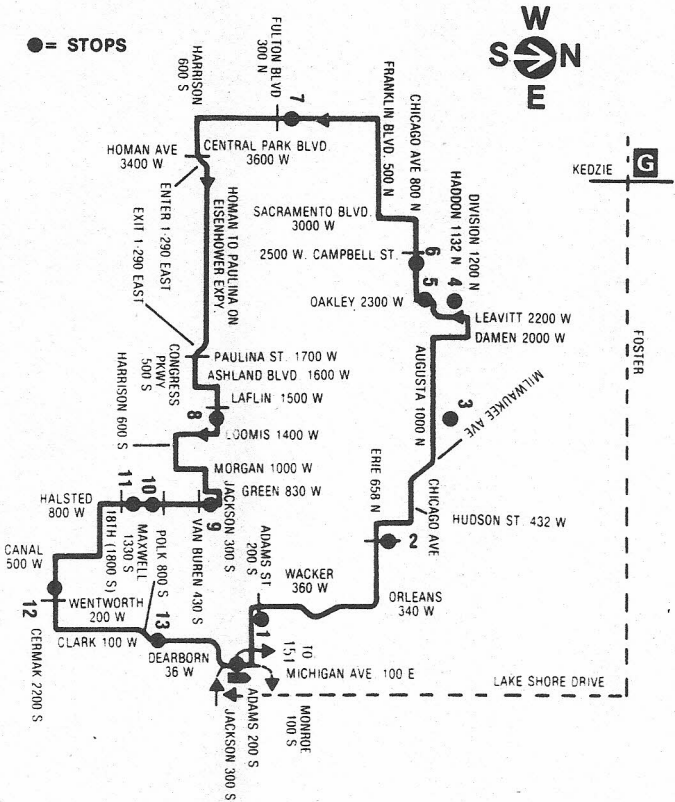 W
S N
E
● = STOPS
FULTON BLVD
300 N
HARRISON
600 S
7
FRANKLIN BLVD. 500 N
CHICAGO AVE 800 N
KEDZIE
G
HOMAN AVE
3400 W
CENTRAL PARK BLVD.
3600 W
ENTER 1-290 EAST
EXIT 1-290 EAST
HOMAN TO PAULINA ON
EISENHOWER EXPY.
SACRAMENTO BLVD.
3000 W
DIVISION 1200 N
HADDON 1132 N
2500 W. CAMPBELL ST.
6
5
4
OAKLEY 2300 W
LEAVITT 2200 W
DAMEN 2000 W
FOSTER
CONGRESS
PKWY
500 S
PAULINA ST. 1700 W
ASHLAND BLVD. 1600 W
AUGUSTA 1000 N
MILWAUKEE AVE
3
LAFLIN 1500 W
8
HARRISON 600 S
LOOMIS 1400 W
MORGAN 1000 W
GREEN 830 W
ERIE 658 N
CHICAGO AVE
HUDSON ST. 432 W
2
HALSTED
800 W
11
10
9
JACKSON 300 S
18TH (1800 S)
MAXWELL
1330 S
POLK 800 S
VAN BUREN 430 S
ADAMS ST
200 S
CANAL
500 W
WACKER
360 W
ORLEANS
340 W
12
WENTWORTH
200 W
CLARK 100 W
13
CERMAK 2200 S
DEARBORN
36 W
1
TO
151
MICHIGAN AVE. 100 E
LAKE SHORE DRIVE
MONROE
100 S
ADAMS 200 S
JACKSON 300 S